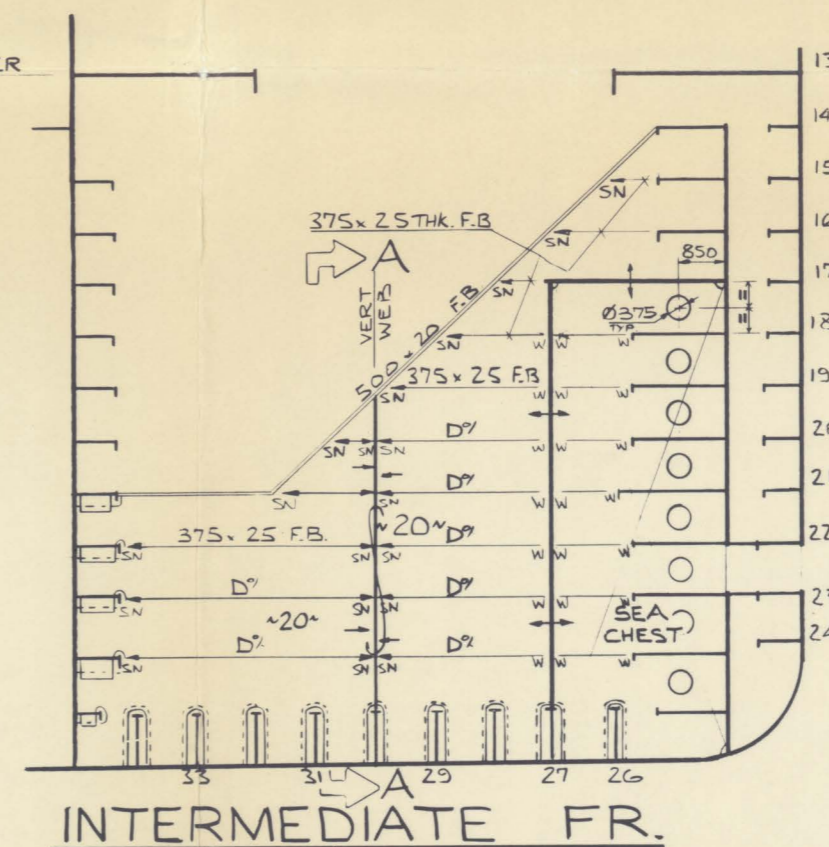 ER
13
14
15
SN
375 x 25 THK. F.B
16
SN
850
A
17
SN
=
VERT
WEB
500 x 20 F.B
Ø375
TYP
=
18
SN
W W
W
375 x 25 F.B
19
SN
W W
W
D%
20
SN SN SN
W W
W
D%
21
SN
SN
W W
W
375 x 25 F.B.
~20~
D%
22
SN
SN SN
W W
W
D%
D%
23
SN
~20~
SN SN
W W
W
SEA
CHEST
24
D%
D%
SN
SN SN
W W
W
33
31
29
27
26
A
INTERMEDIATE FR.